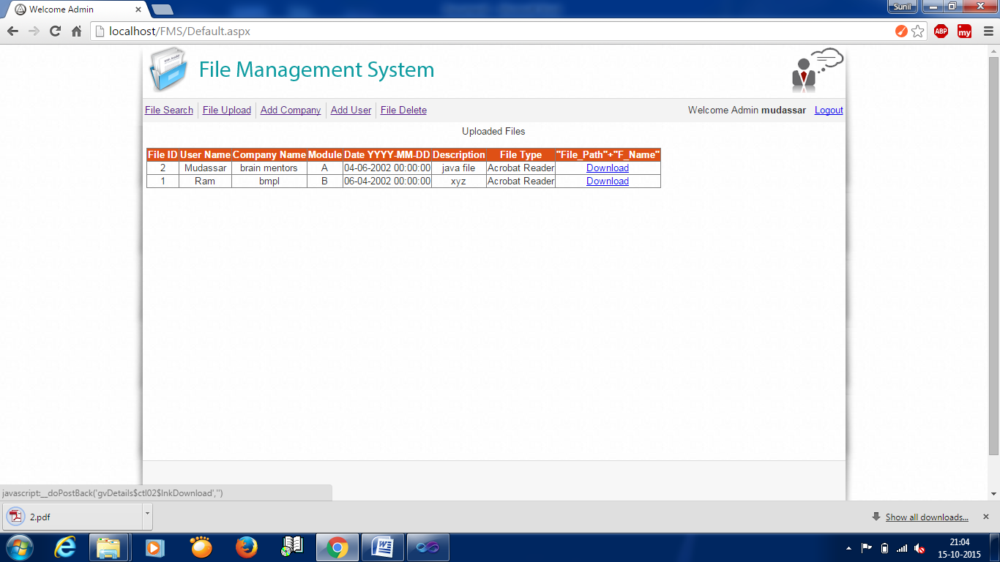 Welcome Admin
Sunil
localhost/FMS/Default.aspx
ABP
my
File Management System
File Search File Upload Add Company Add User File Delete Welcome Admin mudassar Logout
Uploaded Files
File ID User Name Company Name Module Date YYYY-MM-DD Description File Type "File_Path"+"F_Name"
2 Mudassar brain mentors A 04-06-2002 00:00:00 java file Acrobat Reader Download
1 Ram bmpl B 06-04-2002 00:00:00 xyz Acrobat Reader Download
javascript:__doPostBack('gvDetails$ctl02$lnkDownload','')
2.pdf Show all downloads...
21:04
15-10-2015